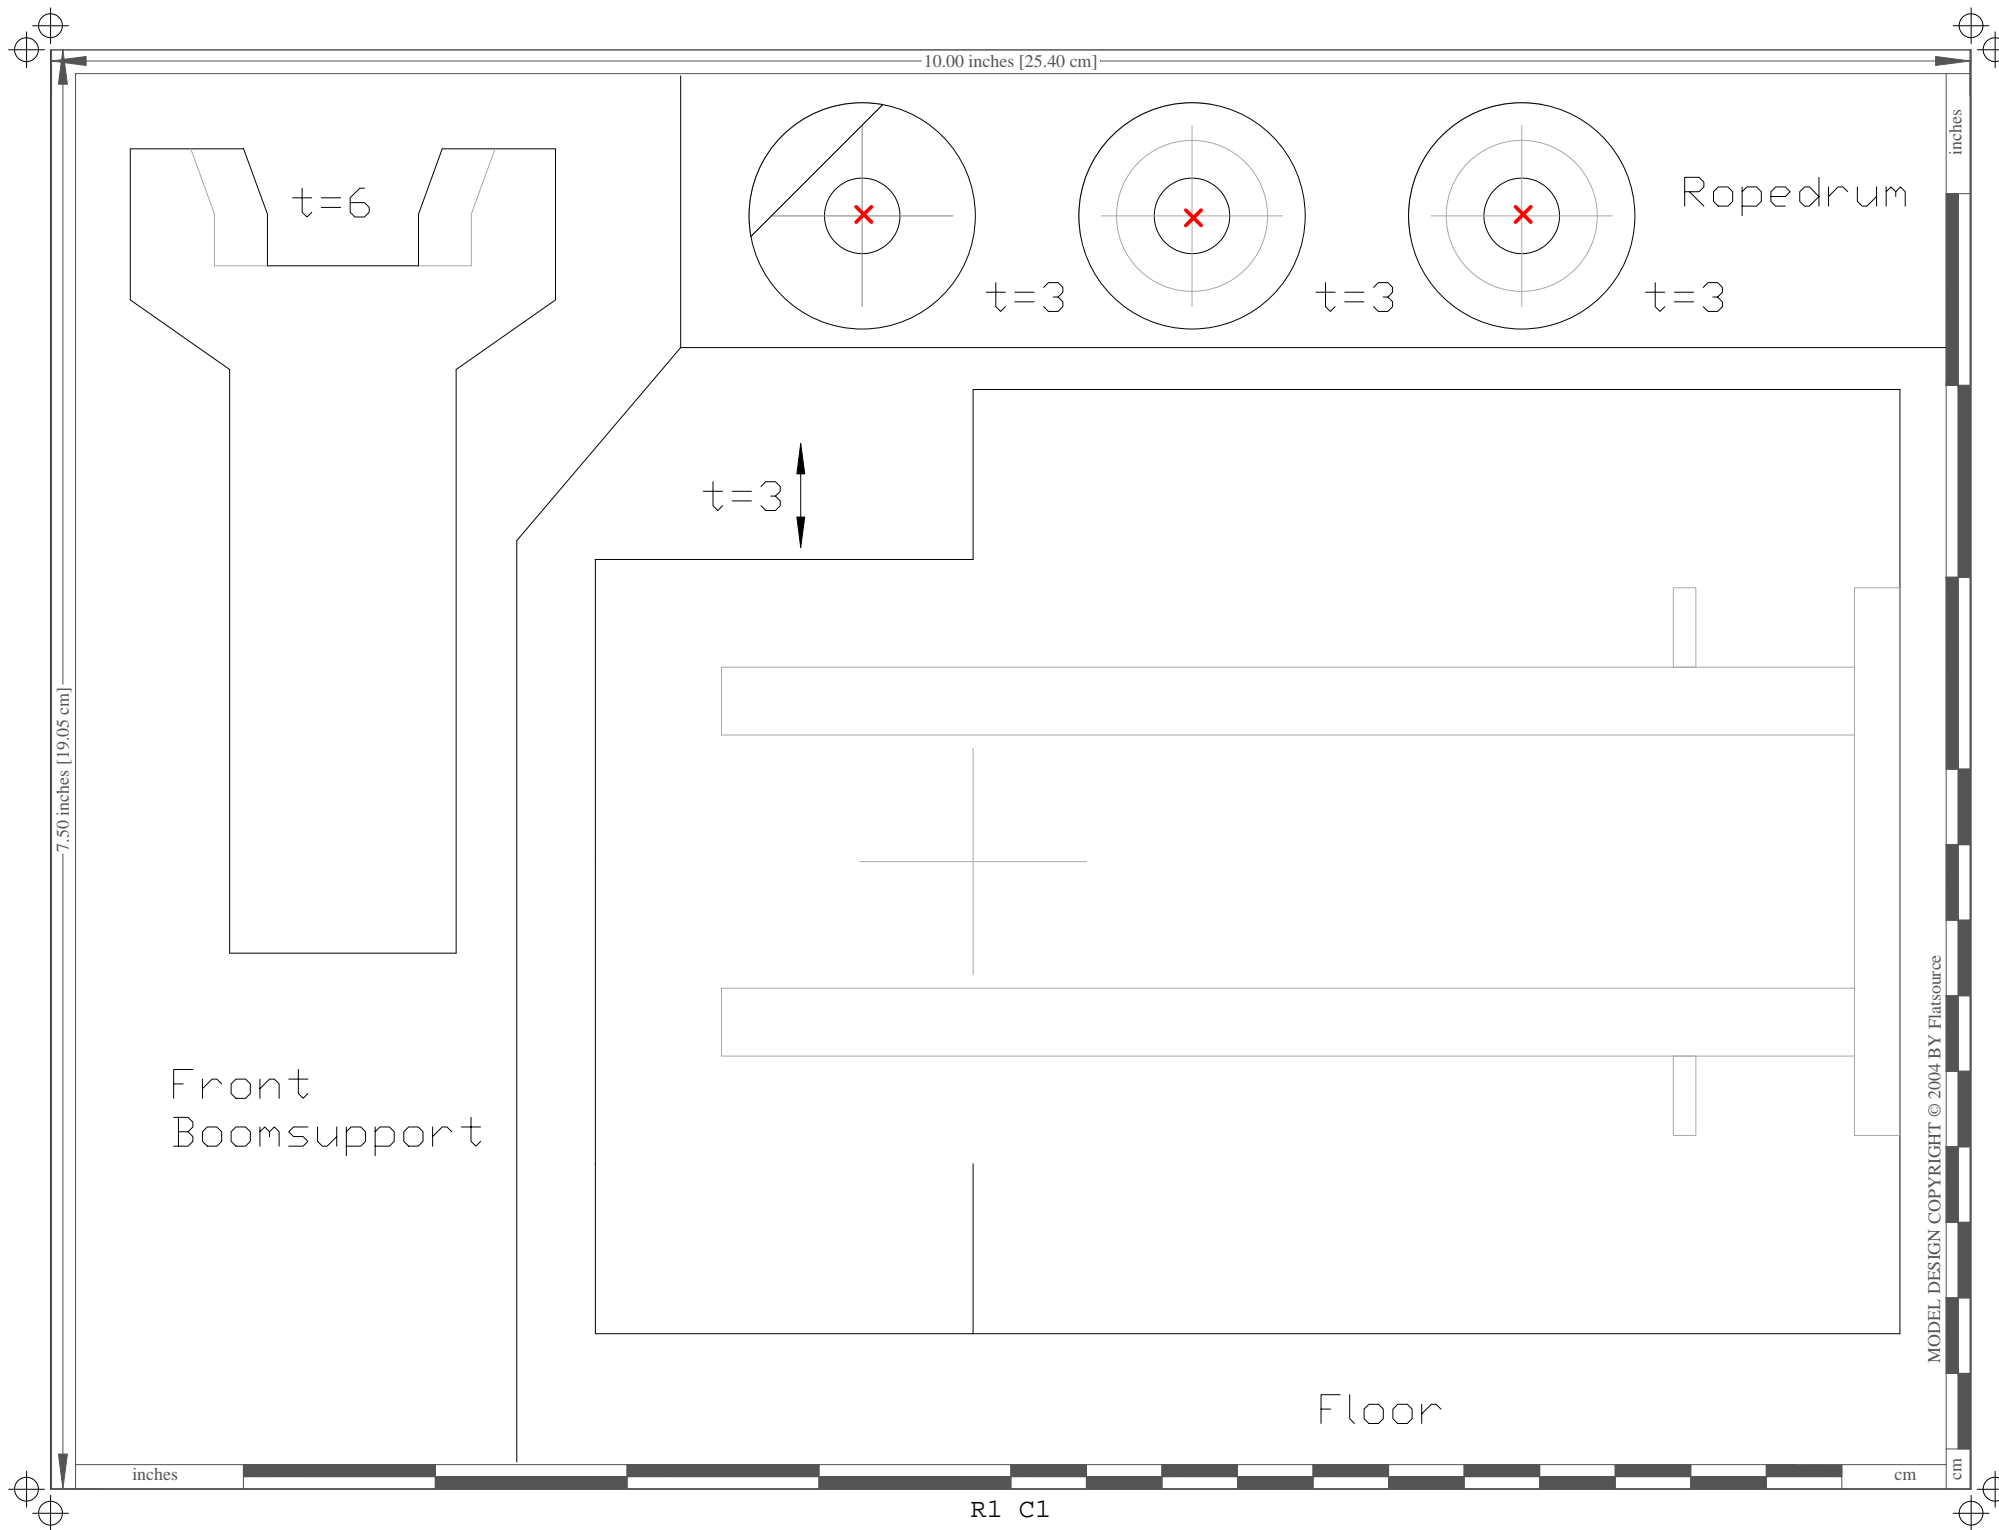 10.00 inches [25.40 cm]
inches
t=6
Ropedrum
t=3
t=3
t=3
t=3
7.50 inches [19.05 cm]
Front
Boomsupport
MODEL DESIGN COPYRIGHT © 2004 BY Flatsource
Floor
inches
cm
cm
R1 C1